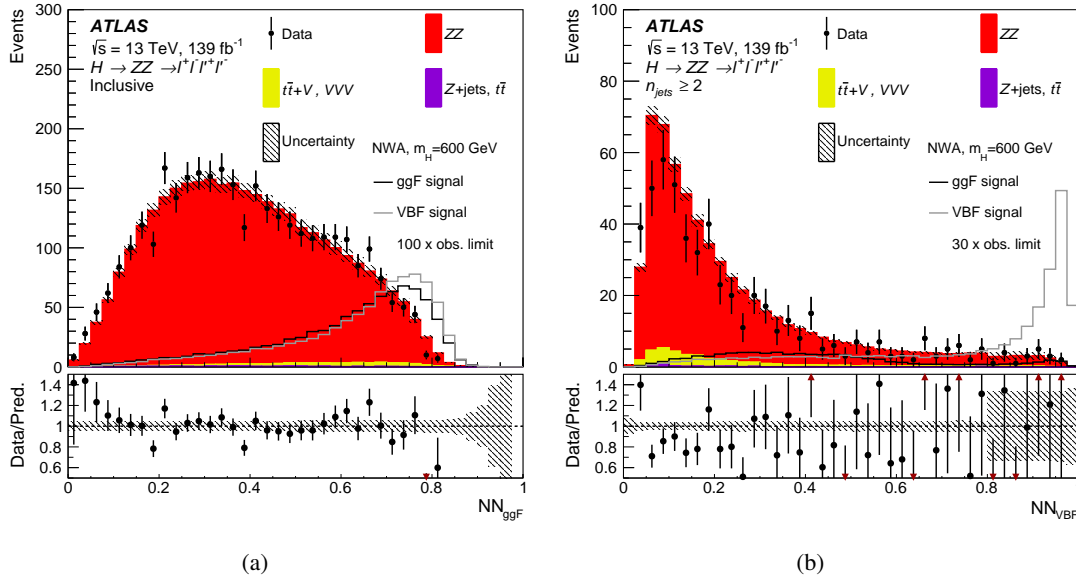 ATLAS
√s = 13 TeV, 139 fb⁻¹
H → ZZ → l⁺l⁻l'⁺l'⁻
Inclusive
Data
ZZ
tt̄+V , VVV
Z+jets, tt̄
Uncertainty
NWA, m_H=600 GeV
ggF signal
VBF signal
100 x obs. limit
Events
300
250
200
150
100
50
0
Data/Pred.
1.4
1.2
1
0.8
0.6
0 0.2 0.4 0.6 0.8 1
NN_ggF
(a)
ATLAS
√s = 13 TeV, 139 fb⁻¹
H → ZZ → l⁺l⁻l'⁺l'⁻
n_jets ≥ 2
Data
ZZ
tt̄+V , VVV
Z+jets, tt̄
Uncertainty
NWA, m_H=600 GeV
ggF signal
VBF signal
30 x obs. limit
Events
100
80
60
40
20
0
Data/Pred.
1.4
1.2
1
0.8
0.6
0 0.2 0.4 0.6 0.8
NN_VBF
(b)